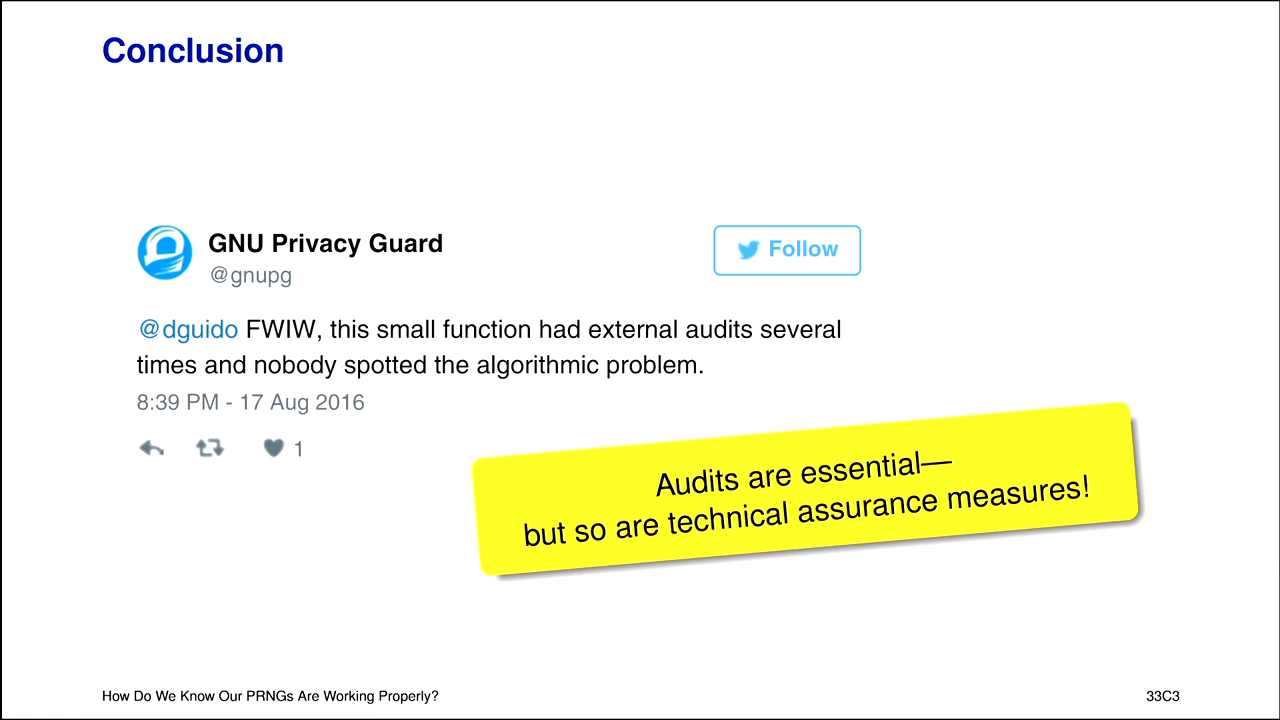 Conclusion
GNU Privacy Guard
@gnupg
Follow
@dguido FWIW, this small function had external audits several
times and nobody spotted the algorithmic problem.
8:39 PM - 17 Aug 2016
1
Audits are essential—
but so are technical assurance measures!
How Do We Know Our PRNGs Are Working Properly?
33C3